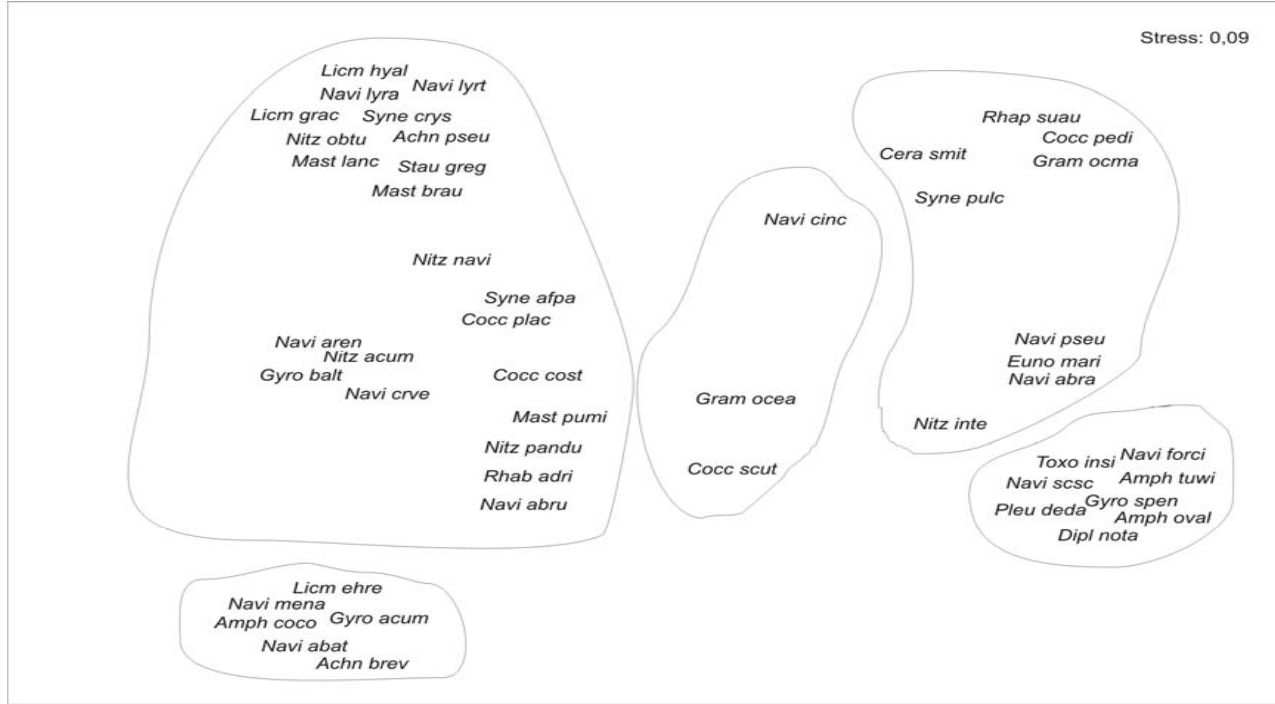 Stress: 0,09
Licm hyal
Navi lyrt
Navi lyra
Licm grac
Syne crys
Nitz obtu
Achn pseu
Mast lanc
Stau greg
Mast brau
Nitz navi
Syne afpa
Cocc plac
Navi aren
Nitz acum
Gyro balt
Cocc cost
Navi crve
Mast pumi
Nitz pandu
Rhab adri
Navi abru
Licm ehre
Navi mena
Amph coco
Gyro acum
Navi abat
Achn brev
Navi cinc
Gram ocea
Cocc scut
Rhap suau
Cocc pedi
Cera smit
Gram ocma
Syne pulc
Navi pseu
Euno mari
Navi abra
Nitz inte
Toxo insi
Navi forci
Navi scsc
Amph tuwi
Gyro spen
Pleu deda
Amph oval
Dipl nota